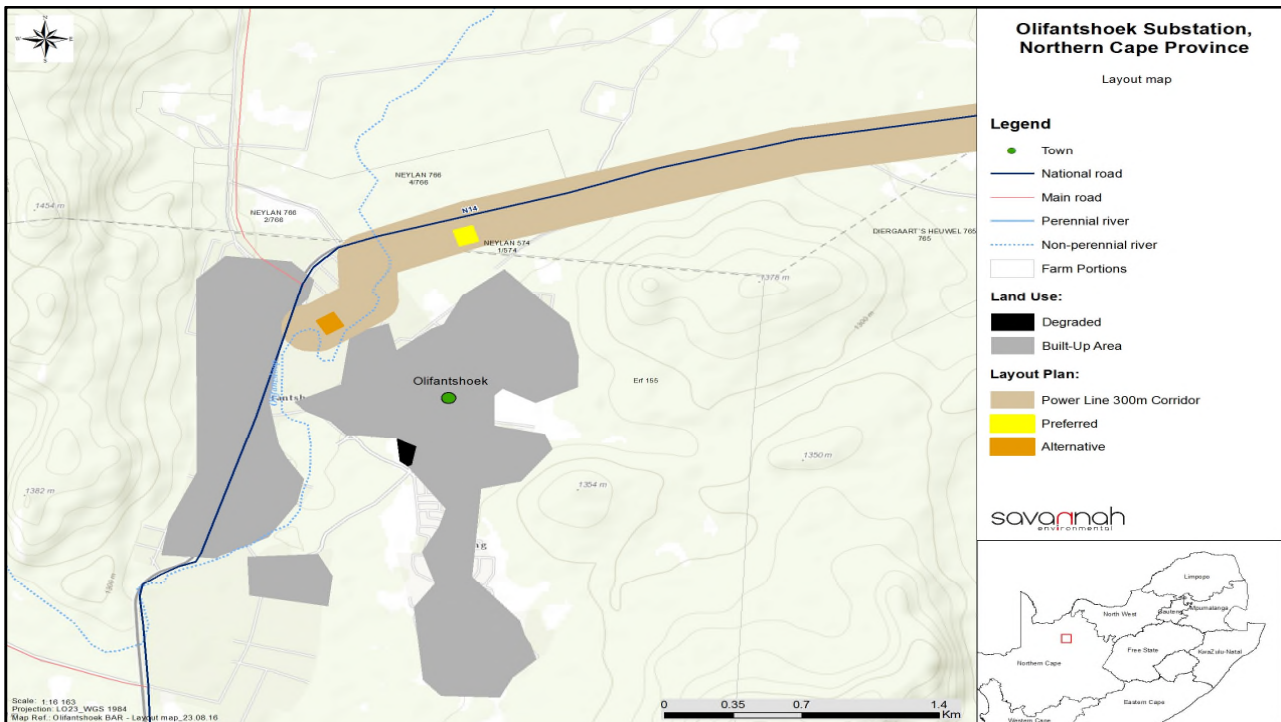 N
W
E
S
1454 m
NEYLAN 766
2/766
NEYLAN 766
4/766
N14
NEYLAN 574
1/574
DIERGAART'S HEUWEL 765
765
1378 m
1300 m
Olifantshoek
Erf 155
1350 m
1354 m
1382 m
Scale: 1:16 163
Projection: LO23_WGS 1984
Map Ref.: Olifantshoek BAR - Layout map_23.08.16
0 0.35 0.7 1.4
Km
Olifantshoek Substation,
Northern Cape Province
Layout map
Legend
Town
National road
Main road
Perennial river
Non-perennial river
Farm Portions
Land Use:
Degraded
Built-Up Area
Layout Plan:
Power Line 300m Corridor
Preferred
Alternative
savannah
environmental
Limpopo
North West
Gauteng
Mpumalanga
Free State
KwaZulu-Natal
Northern Cape
Eastern Cape
Western Cape